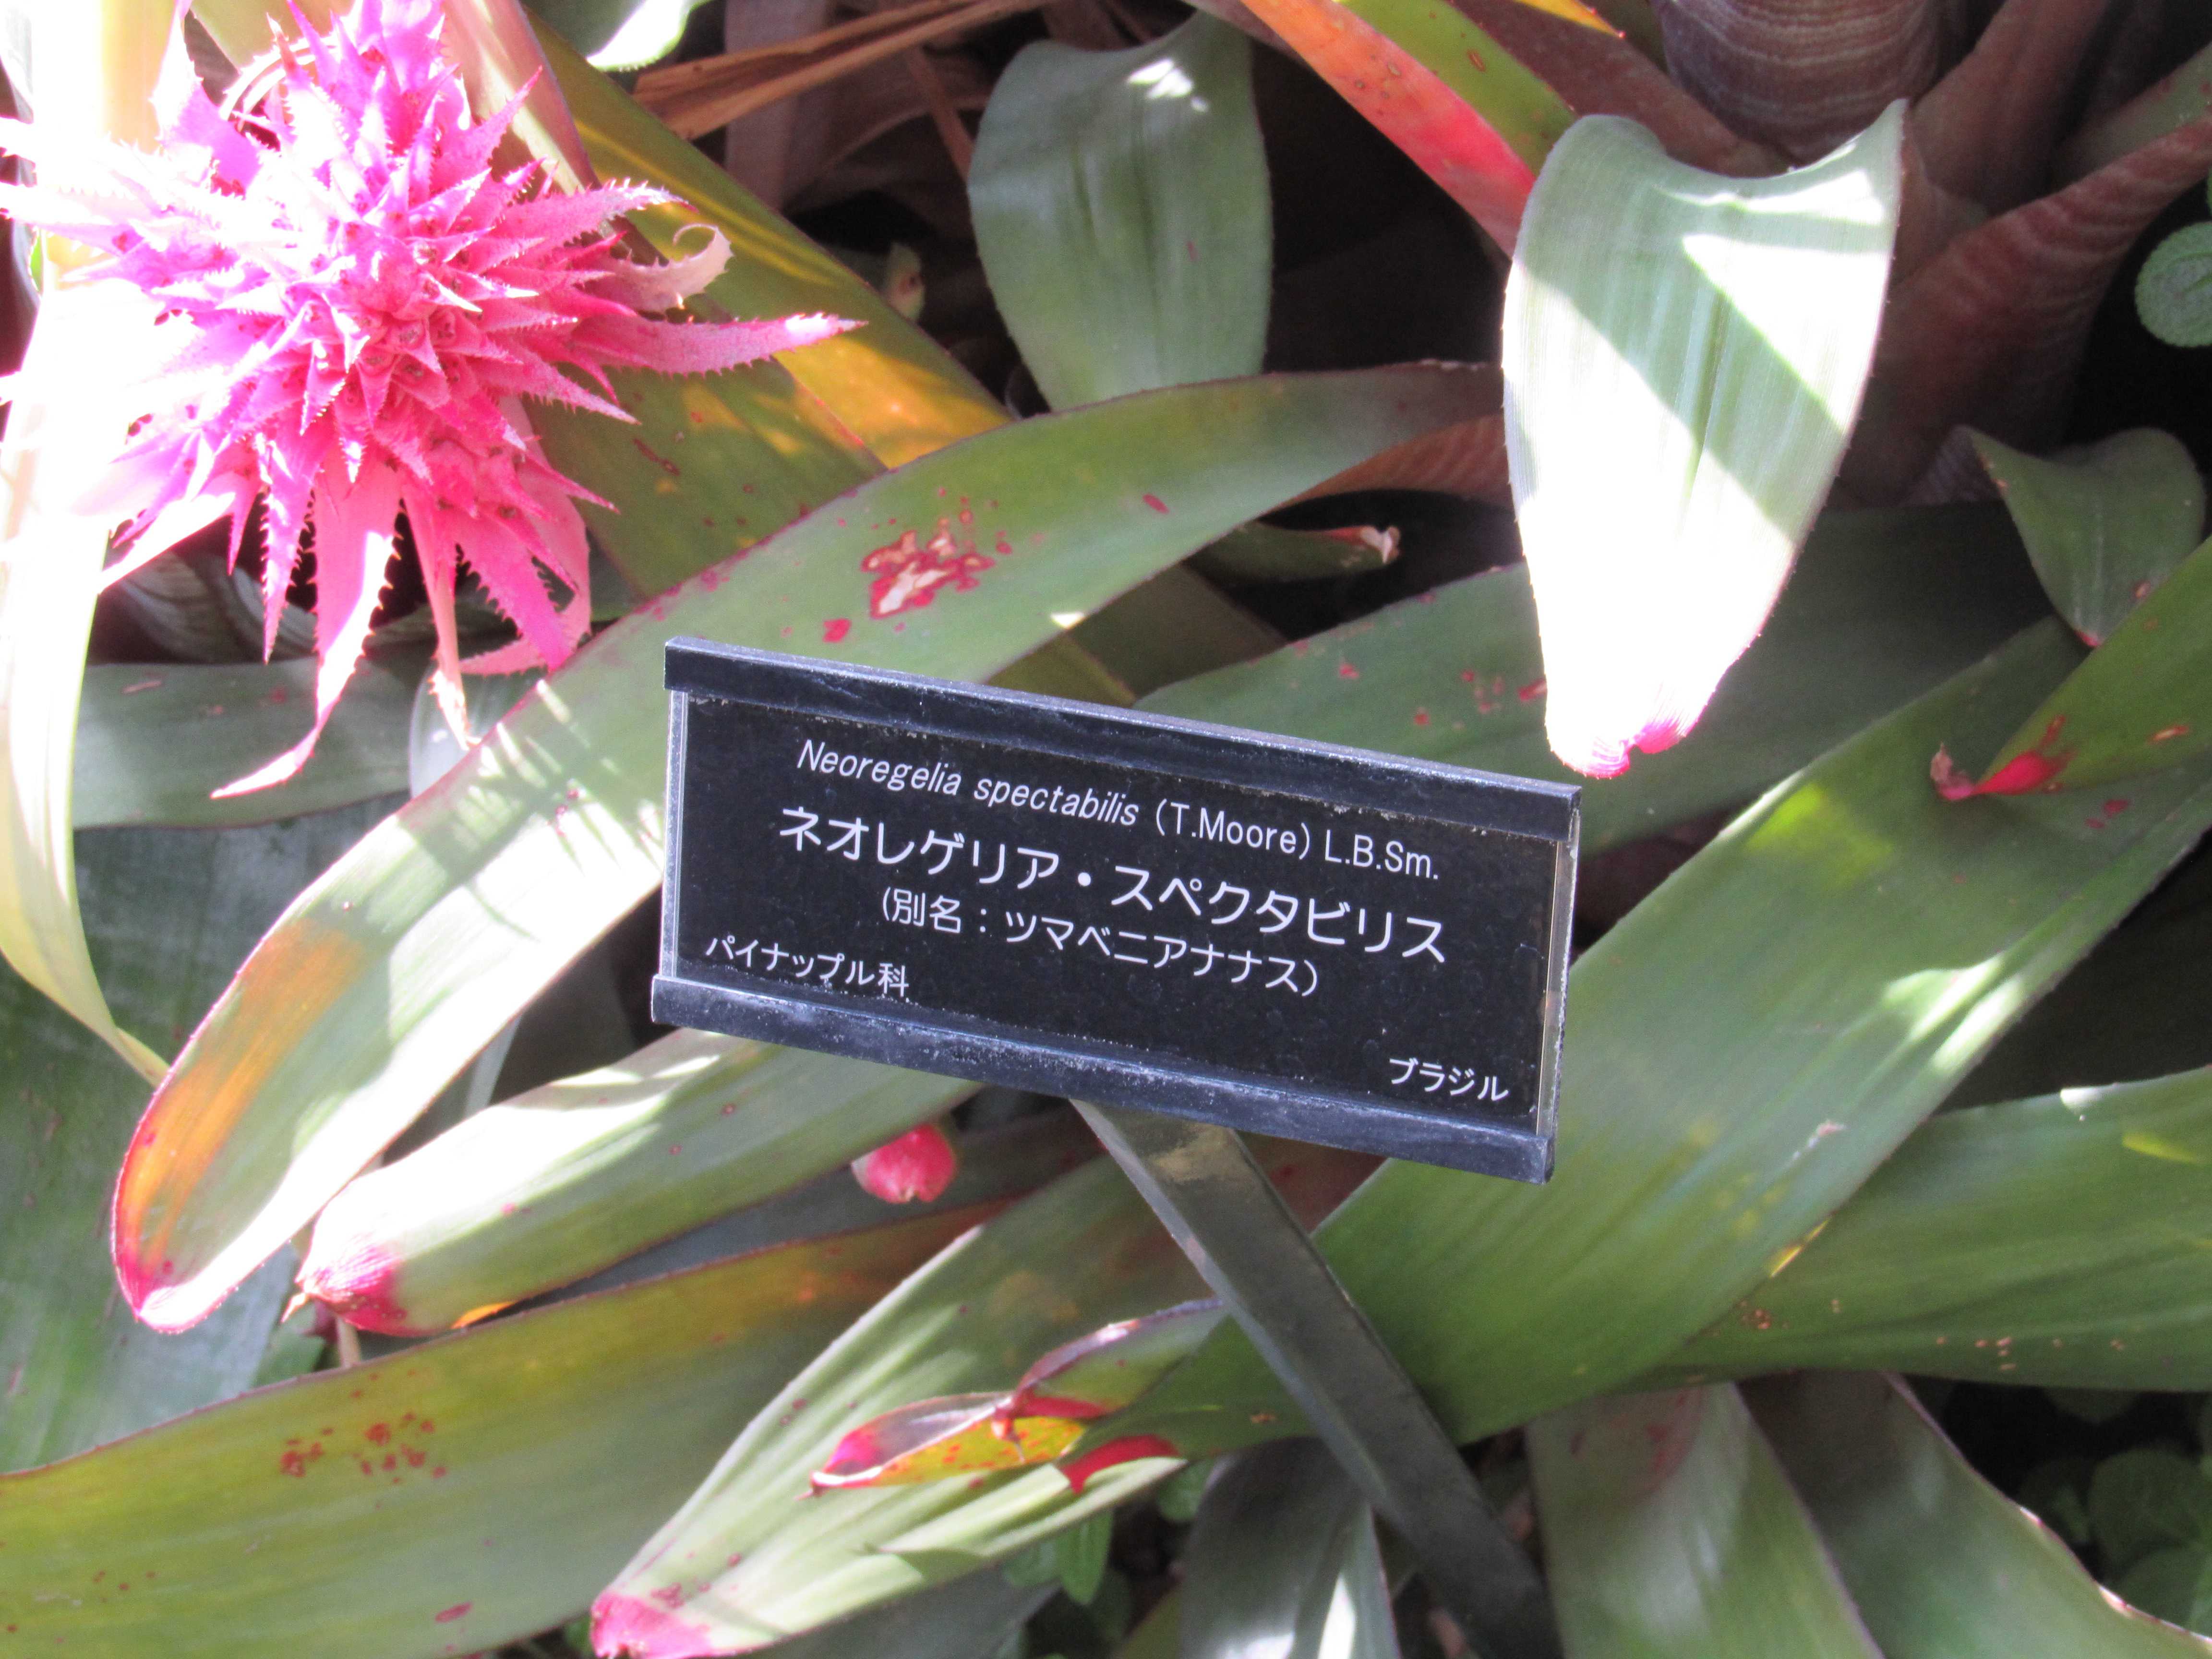 Neoregelia spectabilis (T.Moore) L.B.Sm.
ネオレゲリア・スペクタビリス
(別名：ツマベニアナナス)
パイナップル科
ブラジル